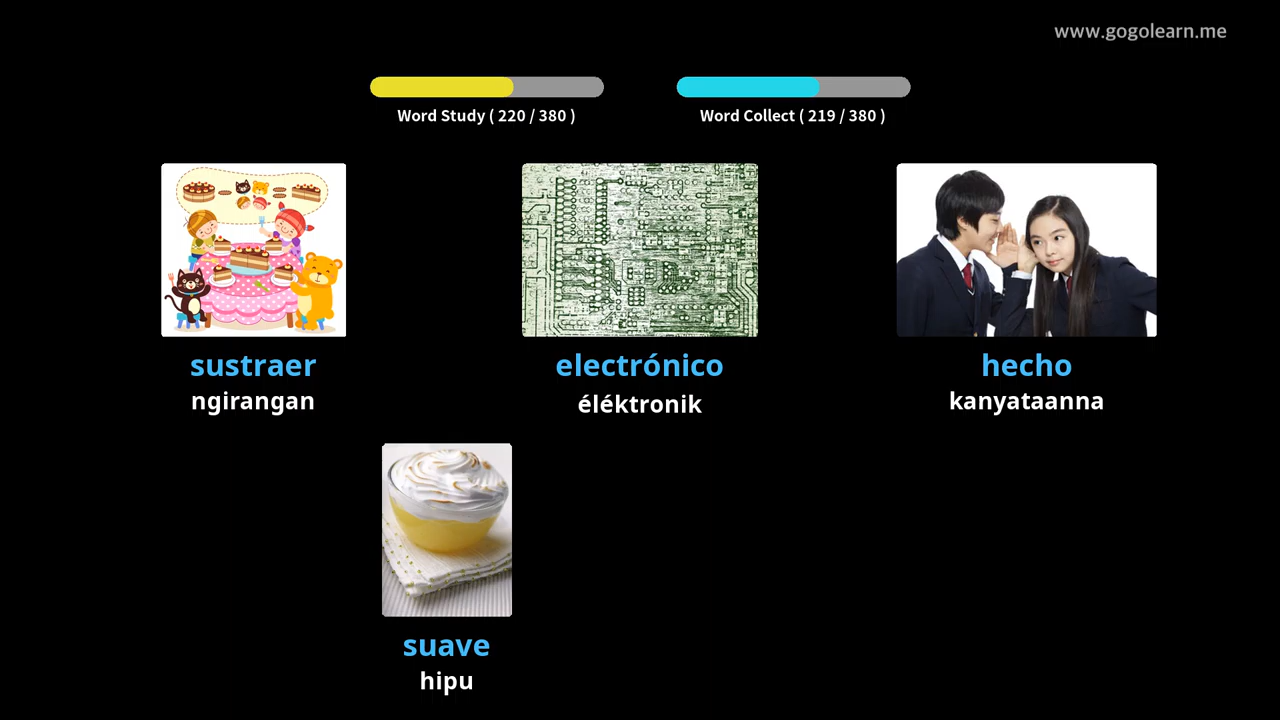 www.gogolearn.me
Word Study ( 220 / 380 )
Word Collect ( 219 / 380 )
sustraer
ngirangan
electrónico
éléktronik
hecho
kanyataanna
suave
hipu